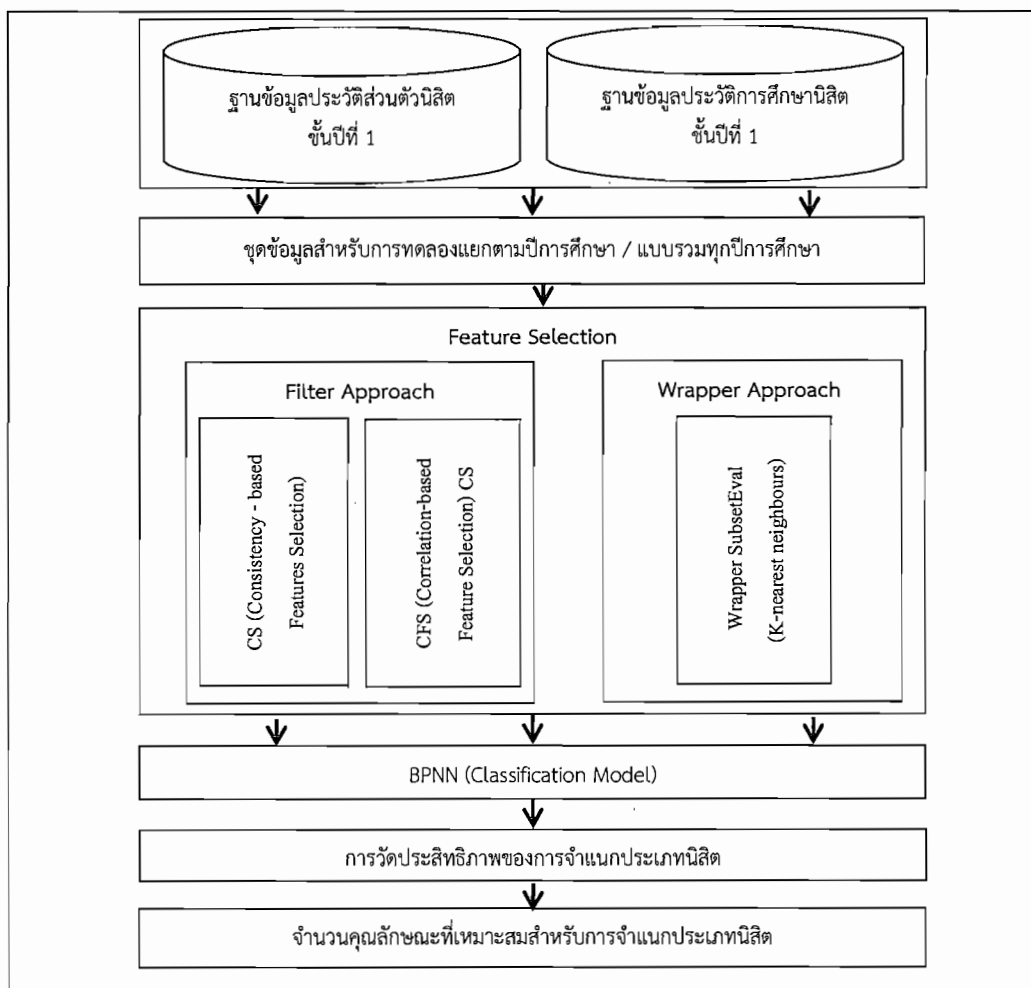 ฐานข้อมูลประวัติส่วนตัวนิสิต
ชั้นปีที่ 1
ฐานข้อมูลประวัติการศึกษานิสิต
ชั้นปีที่ 1
ชุดข้อมูลสำหรับการทดลองแยกตามปีการศึกษา / แบบรวมทุกปีการศึกษา
Feature Selection
Filter Approach
CS (Consistency - based
Features Selection)
CFS (Correlation-based
Feature Selection) CS
Wrapper Approach
Wrapper SubsetEval
(K-nearest neighbours)
BPNN (Classification Model)
การวัดประสิทธิภาพของการจำแนกประเภทนิสิต
จำนวนคุณลักษณะที่เหมาะสมสำหรับการจำแนกประเภทนิสิต